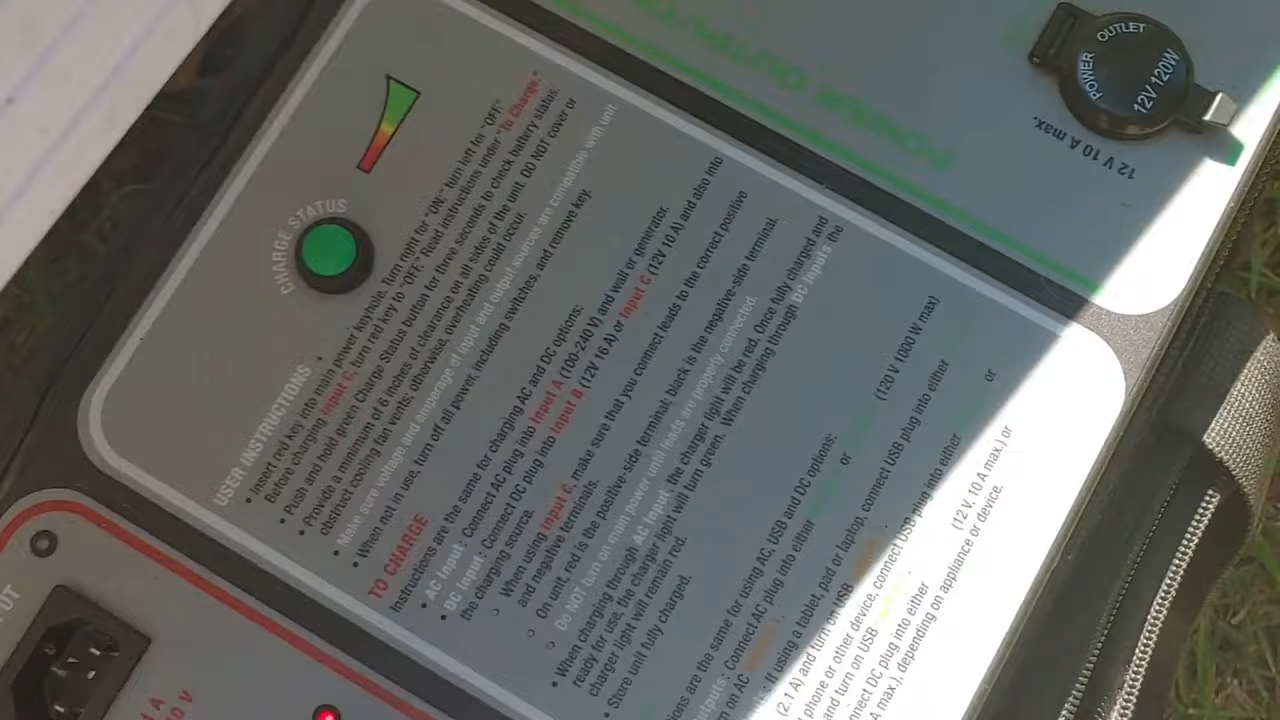 POWER OUTPUT
POWER OUTLET
12V 120W
12 V 10 A max.
CHARGE STATUS
USER INSTRUCTIONS
• Insert red key into main power keyhole. Turn right for "ON;" turn left for "OFF"
Before charging Input C, turn red key to "OFF." Read instructions under "To Charge."
• Push and hold green Charge Status button for three seconds to check battery status.
• Provide a minimum of 6 inches of clearance on all sides of the unit. DO NOT cover or
obstruct cooling fan vents; otherwise, overheating could occur.
• Make sure voltage and amperage of input and output sources are compatible with unit.
• When not in use, turn off all power, including switches, and remove key.
TO CHARGE
Instructions are the same for charging AC and DC options:
• AC Input: Connect AC plug into Input A (100-240 V) and wall or generator.
• DC Input: Connect DC plug into Input B (12V 16 A) or Input C (12V 10 A) and also into
the charging source.
○ When using Input C, make sure that you connect leads to the correct positive
and negative terminals.
○ On unit, red is the positive-side terminal; black is the negative-side terminal.
○ Do NOT turn on main power until leads are properly connected.
• When charging through AC Input, the charger light will be red. Once fully charged and
ready for use, the charger light will turn green. When charging through DC Inputs the
charger light will remain red.
• Store unit fully charged.
ions are the same for using AC, USB and DC options:
utputs: Connect AC plug into either or (120 V 1000 W max)
rn on AC
If using a tablet, pad or laptop, connect USB plug into either
(2.1 A) and turn on USB or
phone or other device, connect USB plug into either
and turn on USB
nnect DC plug into either (12 V, 10 A max.) or
A max.), depending on appliance or device.
PUT